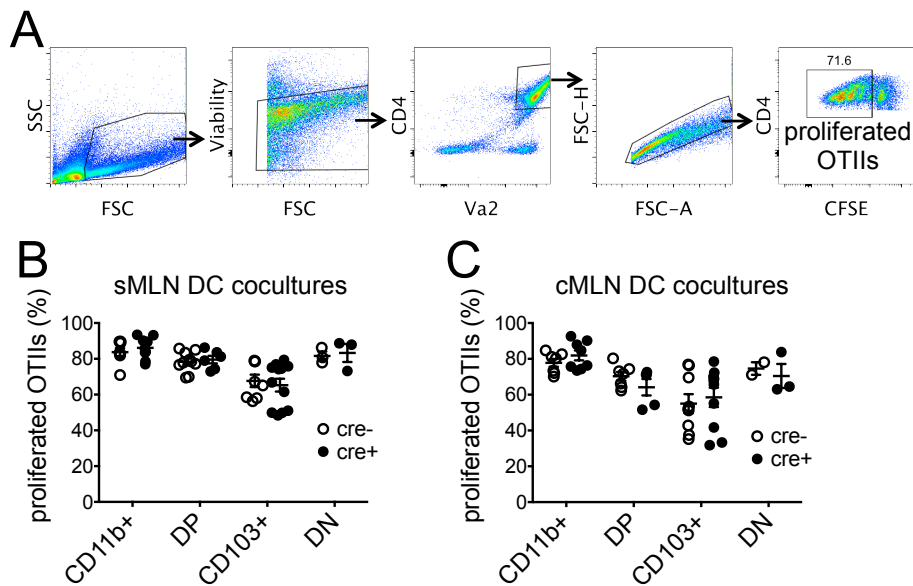 A
SSC
FSC
Viability
FSC
CD4
Va2
FSC-H
FSC-A
CD4
71.6
proliferated
OTIIs
CFSE
B
sMLN DC cocultures
proliferated OTIIs (%)
100
80
60
40
20
0
cre-
cre+
CD11b+
DP
CD103+
DN
C
cMLN DC cocultures
proliferated OTIIs (%)
100
80
60
40
20
0
cre-
cre+
CD11b+
DP
CD103+
DN